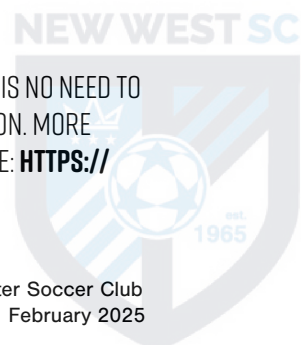 NEW WEST SC
IS NO NEED TO
ON. MORE
E: HTTPS://
est.
1965
ter Soccer Club
February 2025